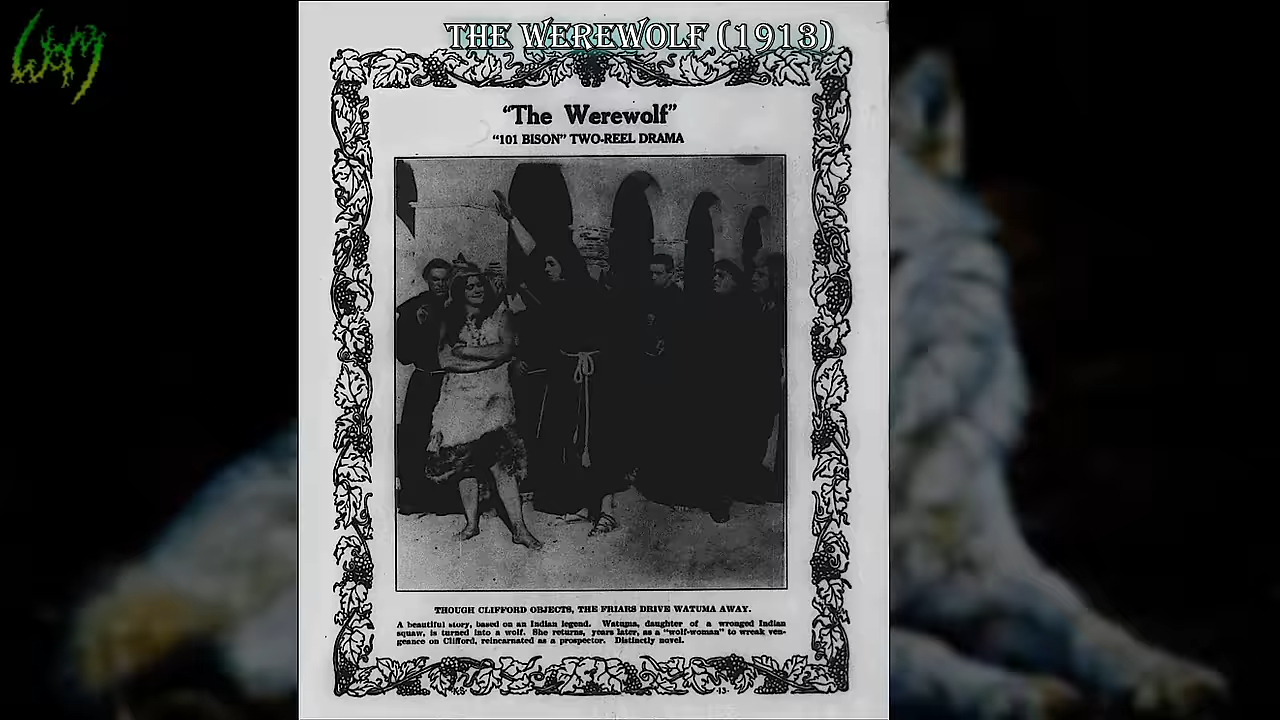 THE WEREWOLF (1913)
WOM
"The Werewolf"
"101 BISON" TWO-REEL DRAMA
THOUGH CLIFFORD OBJECTS, THE FRIARS DRIVE WATUMA AWAY.
A beautiful story, based on an Indian legend. Watuma, daughter of a wronged Indian
squaw, is turned into a wolf. She returns, years later, as a "wolf-woman" to wreak ven-
geance on Clifford, reincarnated as a prospector. Distinctly novel.
-13-